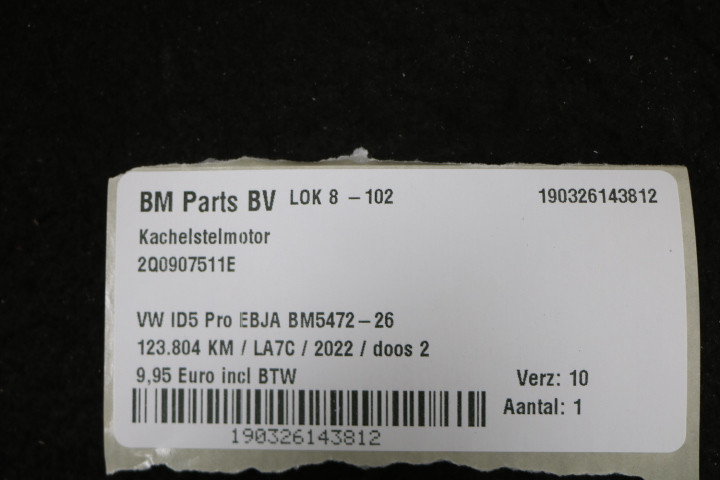 BM Parts BV LOK 8 - 102 190326143812
Kachelstelmotor
2Q0907511E
VW ID5 Pro EBJA BM5472-26
123.804 KM / LA7C / 2022 / doos 2
9,95 Euro incl BTW Verz: 10
Aantal: 1
190326143812